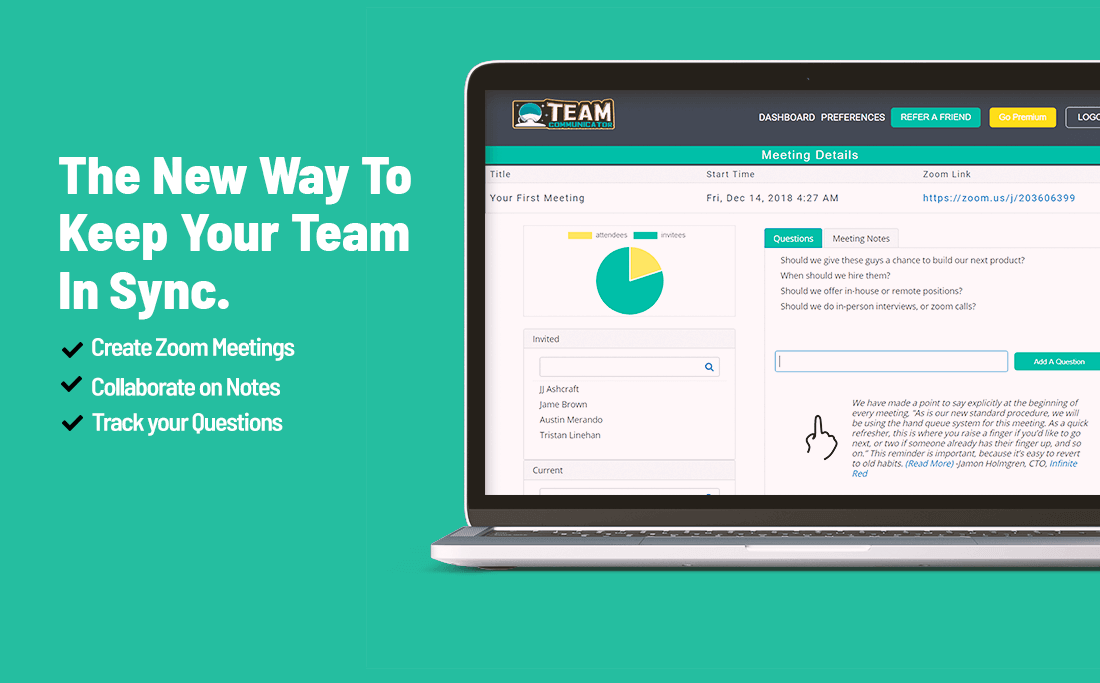 The New Way To
Keep Your Team
In Sync.
Create Zoom Meetings
Collaborate on Notes
Track your Questions
TEAM
COMMUNICATOR
DASHBOARD PREFERENCES REFER A FRIEND Go Premium
Meeting Details
Title Start Time Zoom Link
Your First Meeting Fri, Dec 14, 2018 4:27 AM https://zoom.us/j/203606399
attendees invitees
Invited
JJ Ashcraft
Jame Brown
Austin Merando
Tristan Linehan
Current
Questions Meeting Notes
Should we give these guys a chance to build our next product?
When should we hire them?
Should we offer in-house or remote positions?
Should we do in-person interviews, or zoom calls?
Add A Question
We have made a point to say explicitly at the beginning of
every meeting, "As is our new standard procedure, we will
be using the hand queue system for this meeting. As a quick
refresher, this is where you raise a finger if you'd like to go
next, or two if someone already has their finger up, and so
on." This reminder is important, because it's easy to revert
to old habits. (Read More) -Jamon Holmgren, CTO, Infinite
Red